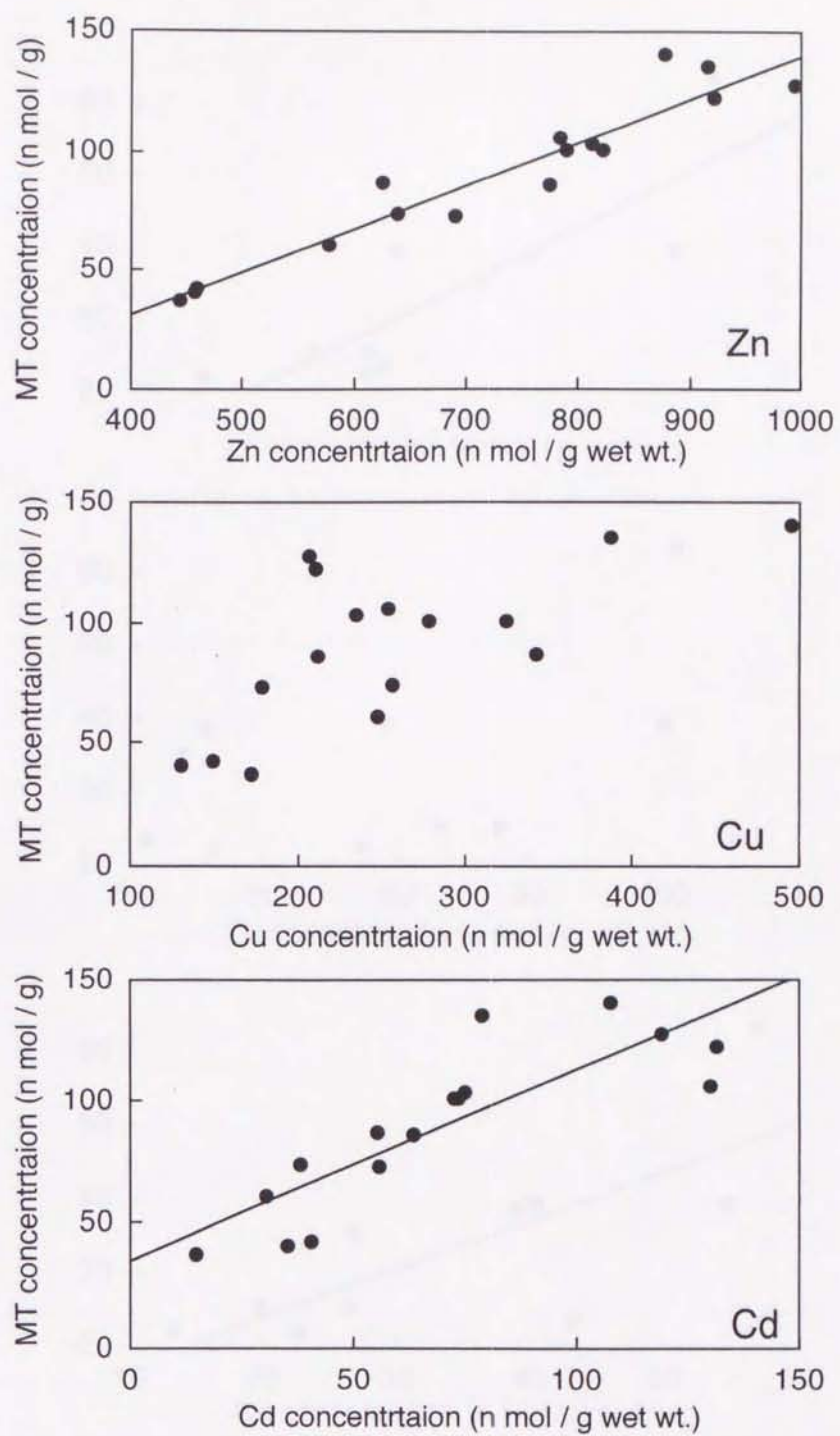 150
100
50
0
MT concentrtaion (n mol / g)
Zn
400 500 600 700 800 900 1000
Zn concentrtaion (n mol / g wet wt.)
150
100
50
0
MT concentrtaion (n mol / g)
Cu
100 200 300 400 500
Cu concentrtaion (n mol / g wet wt.)
150
100
50
0
MT concentrtaion (n mol / g)
Cd
0 50 100 150
Cd concentrtaion (n mol / g wet wt.)